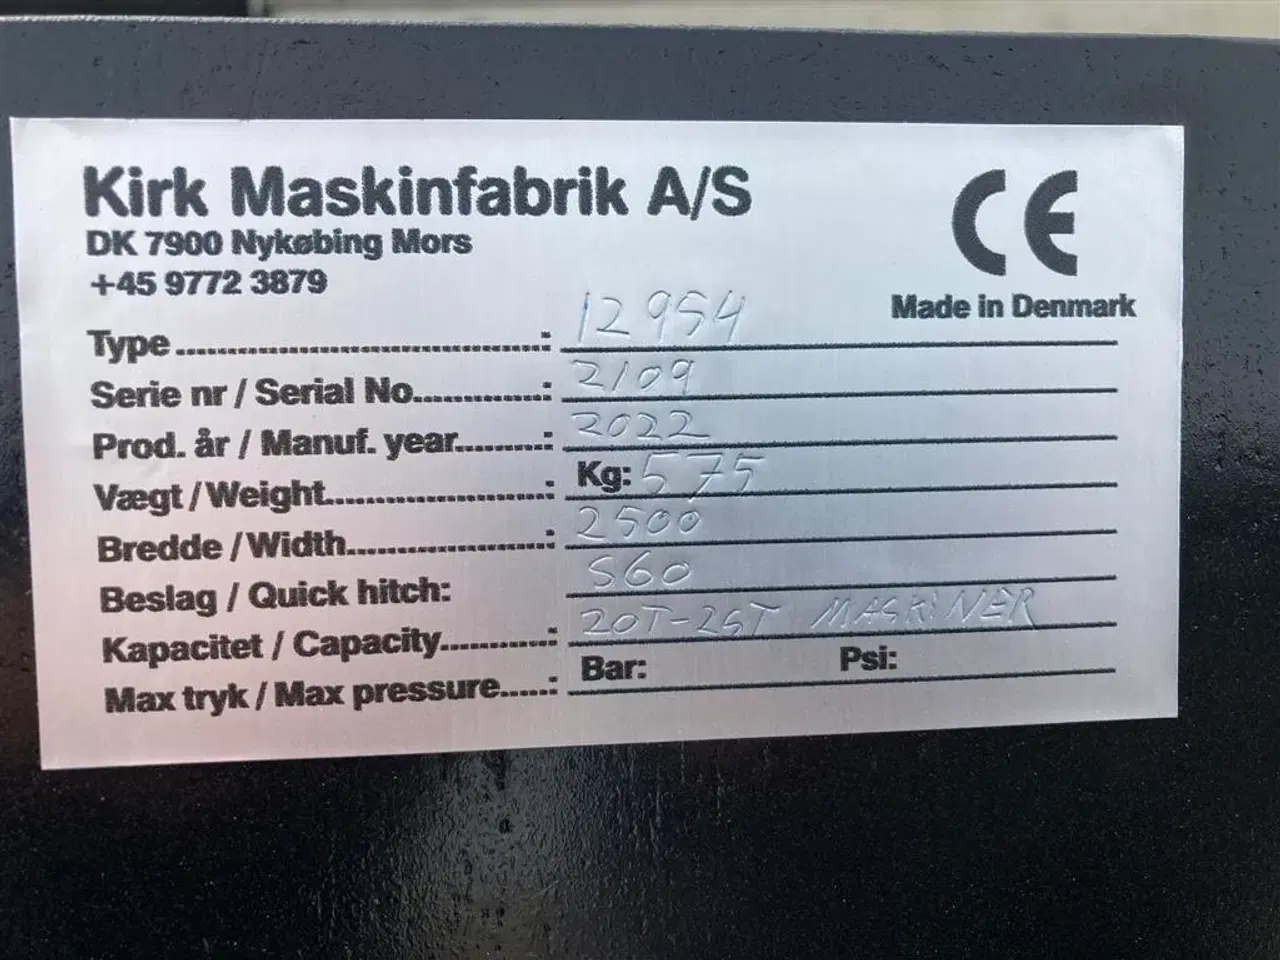 Kirk Maskinfabrik A/S
DK 7900 Nykøbing Mors
+45 9772 3879
CE
Made in Denmark
Type..........................................: 12954
Serie nr / Serial No...............: 2109
Prod. år / Manuf. year..........: 2022
Vægt / Weight.........................: Kg: 575
Bredde / Width.......................: 2500
Beslag / Quick hitch: S60
Kapacitet / Capacity.............: 20T-25T MASKINER
Max tryk / Max pressure.....: Bar: Psi: